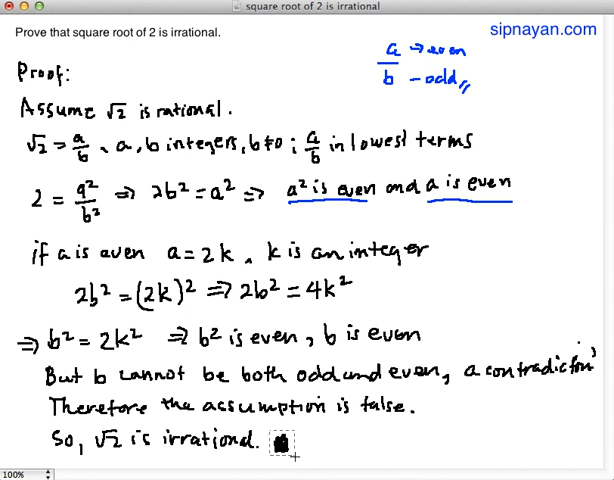 square root of 2 is irrational
Prove that square root of 2 is irrational.
sipnayan.com
a → even
b - odd
Proof:
Assume √2 is rational.
√2 = a/b, a, b integers, b≠0; a/b in lowest terms
2 = a²/b² ⇒ 2b² = a² ⇒ a² is even and a is even
if a is even a = 2k, k is an integer
2b² = (2k)² ⇒ 2b² = 4k²
⇒ b² = 2k² ⇒ b² is even, b is even
But b cannot be both odd and even, a contradiction
Therefore the assumption is false.
So, √2 is irrational.
100%